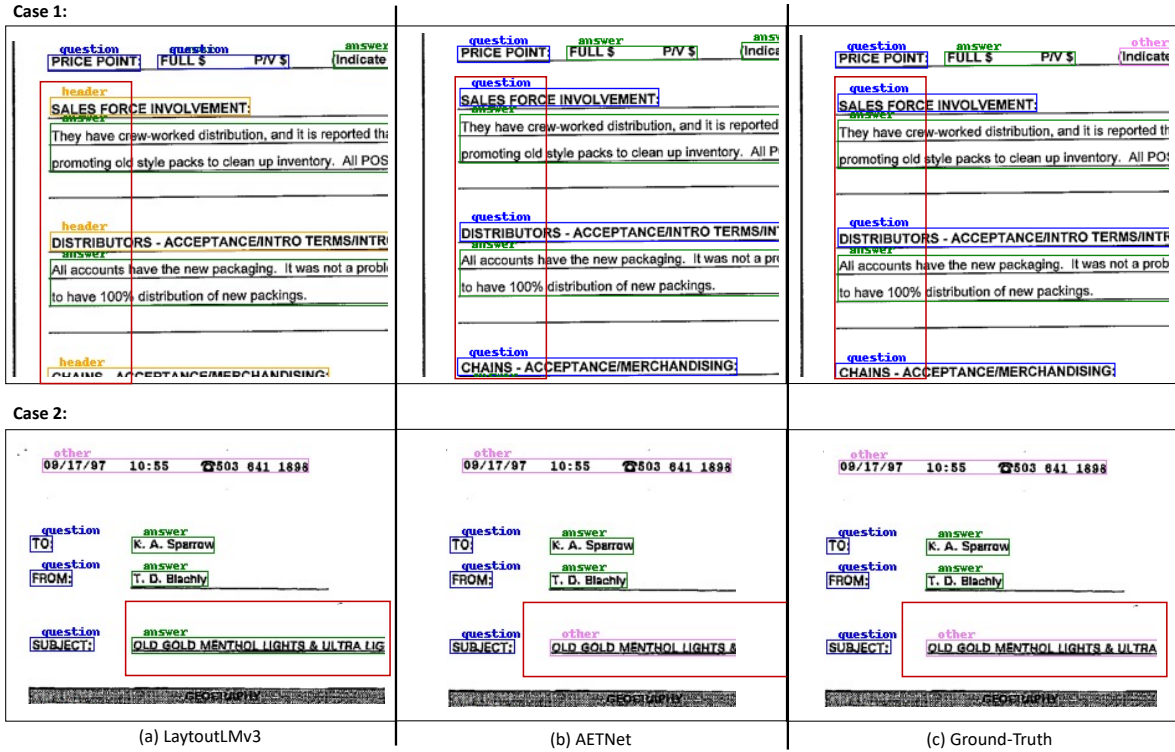 Case 1:
question question answer
PRICE POINT: FULL $ P/V $ (Indicate
header
SALES FORCE INVOLVEMENT:
answer
They have crew-worked distribution, and it is reported tha
promoting old style packs to clean up inventory. All POS
header
DISTRIBUTORS - ACCEPTANCE/INTRO TERMS/INTR
answer
All accounts have the new packaging. It was not a proble
to have 100% distribution of new packings.
header
CHAINS - ACCEPTANCE/MERCHANDISING:
question answer answer
PRICE POINT: FULL $ P/V $ (Indica
question
SALES FORCE INVOLVEMENT:
answer
They have crew-worked distribution, and it is reported
promoting old style packs to clean up inventory. All P
question
DISTRIBUTORS - ACCEPTANCE/INTRO TERMS/INT
answer
All accounts have the new packaging. It was not a pro
to have 100% distribution of new packings.
question
CHAINS - ACCEPTANCE/MERCHANDISING:
answer
question answer other
PRICE POINT: FULL $ P/V $ (Indicate
question
SALES FORCE INVOLVEMENT:
answer
They have crew-worked distribution, and it is reported th
promoting old style packs to clean up inventory. All POS
question
DISTRIBUTORS - ACCEPTANCE/INTRO TERMS/INTR
answer
All accounts have the new packaging. It was not a prob
to have 100% distribution of new packings.
question
CHAINS - ACCEPTANCE/MERCHANDISING:
Case 2:
other
09/17/97 10:55 ☎503 641 1898
question answer
TO: K. A. Sparrow
question answer
FROM: T. D. Blachly
question answer
SUBJECT: OLD GOLD MENTHOL LIGHTS & ULTRA LIG
GEOGRAPHY
other
09/17/97 10:55 ☎503 641 1898
question answer
TO: K. A. Sparrow
question answer
FROM: T. D. Blachly
question other
SUBJECT: OLD GOLD MENTHOL LIGHTS &
GEOGRAPHY
other
09/17/97 10:55 ☎503 641 1898
question answer
TO: K. A. Sparrow
question answer
FROM: T. D. Blachly
question other
SUBJECT: OLD GOLD MENTHOL LIGHTS & ULTRA
GEOGRAPHY
(a) LaytoutLMv3
(b) AETNet
(c) Ground-Truth